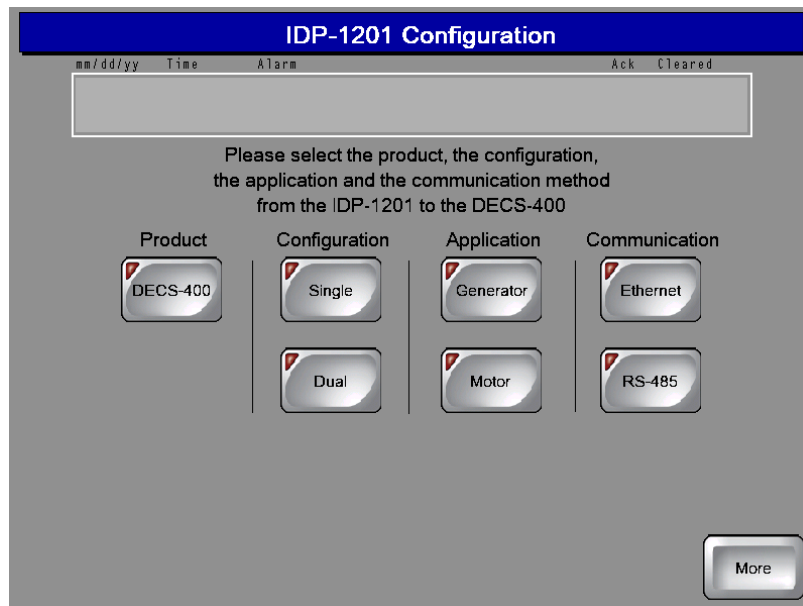 IDP-1201 Configuration
mm/dd/yy Time Alarm Ack Cleared
Please select the product, the configuration,
the application and the communication method
from the IDP-1201 to the DECS-400
Product Configuration Application Communication
DECS-400 Single Generator Ethernet
Dual Motor RS-485
More